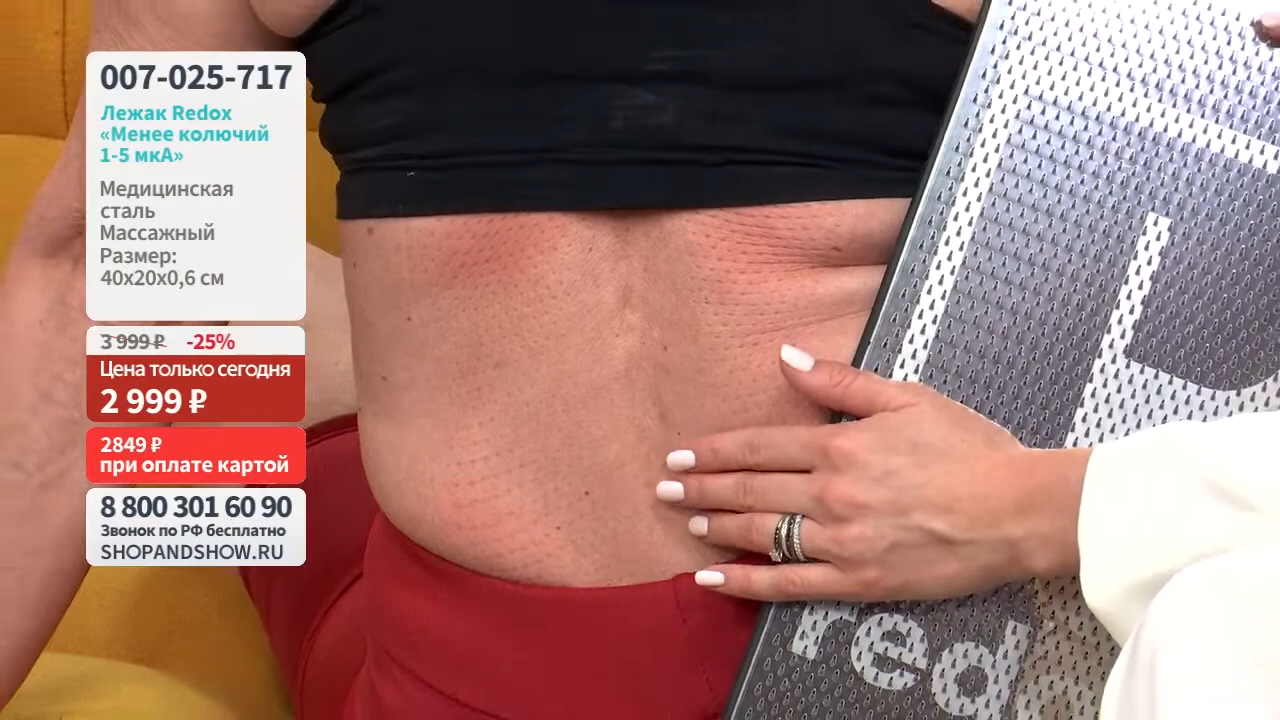 007-025-717
Лежак Redox
«Менее колючий
1-5 мкА»
Медицинская
сталь
Массажный
Размер:
40х20х0,6 см
3 999 ₽ -25%
Цена только сегодня
2 999 ₽
2849 ₽
при оплате картой
8 800 301 60 90
Звонок по РФ бесплатно
SHOPANDSHOW.RU
red